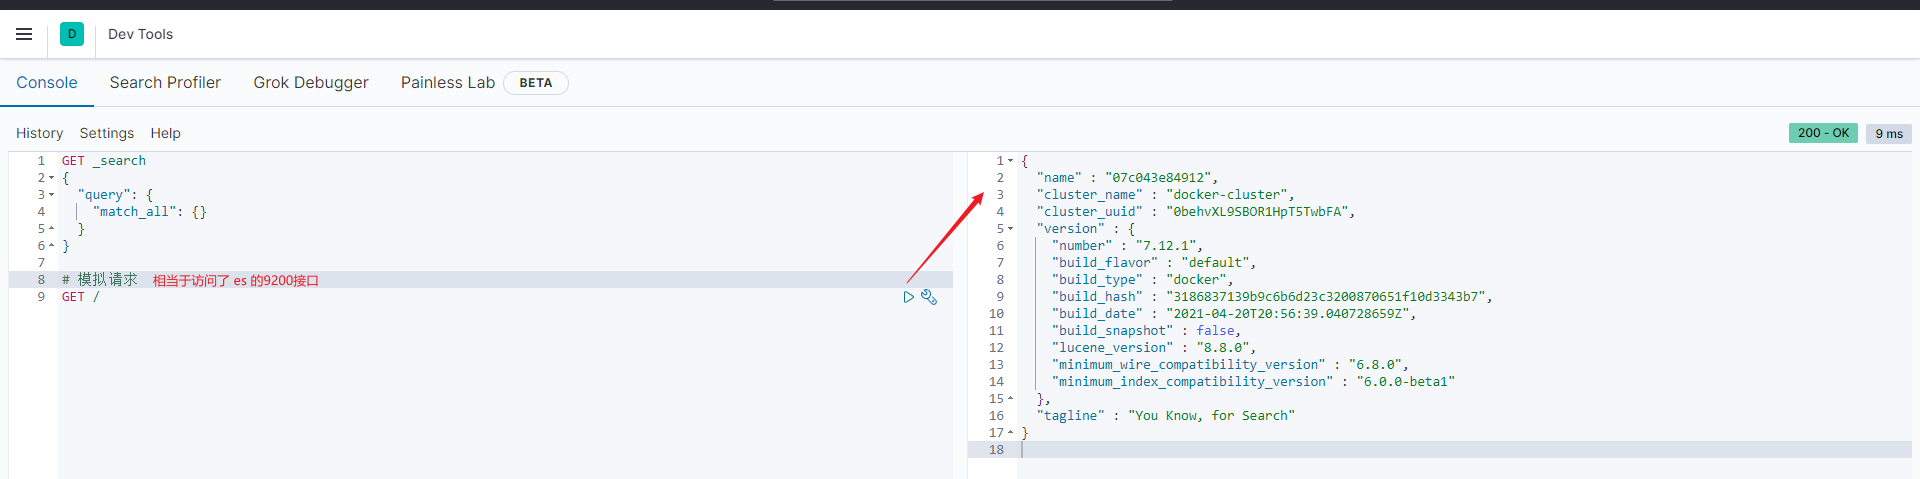 D Dev Tools
Console Search Profiler Grok Debugger Painless Lab BETA
History Settings Help
200 - OK 9 ms
1 GET _search
2 {
3 "query": {
4 "match_all": {}
5 }
6 }
7
8 # 模拟请求 相当于访问了 es 的9200接口
9 GET /
1 {
2 "name" : "07c043e84912",
3 "cluster_name" : "docker-cluster",
4 "cluster_uuid" : "0behvXL9SBOR1HpT5TwbFA",
5 "version" : {
6 "number" : "7.12.1",
7 "build_flavor" : "default",
8 "build_type" : "docker",
9 "build_hash" : "3186837139b9c6b6d23c3200870651f10d3343b7",
10 "build_date" : "2021-04-20T20:56:39.040728659Z",
11 "build_snapshot" : false,
12 "lucene_version" : "8.8.0",
13 "minimum_wire_compatibility_version" : "6.8.0",
14 "minimum_index_compatibility_version" : "6.0.0-beta1"
15 },
16 "tagline" : "You Know, for Search"
17 }
18